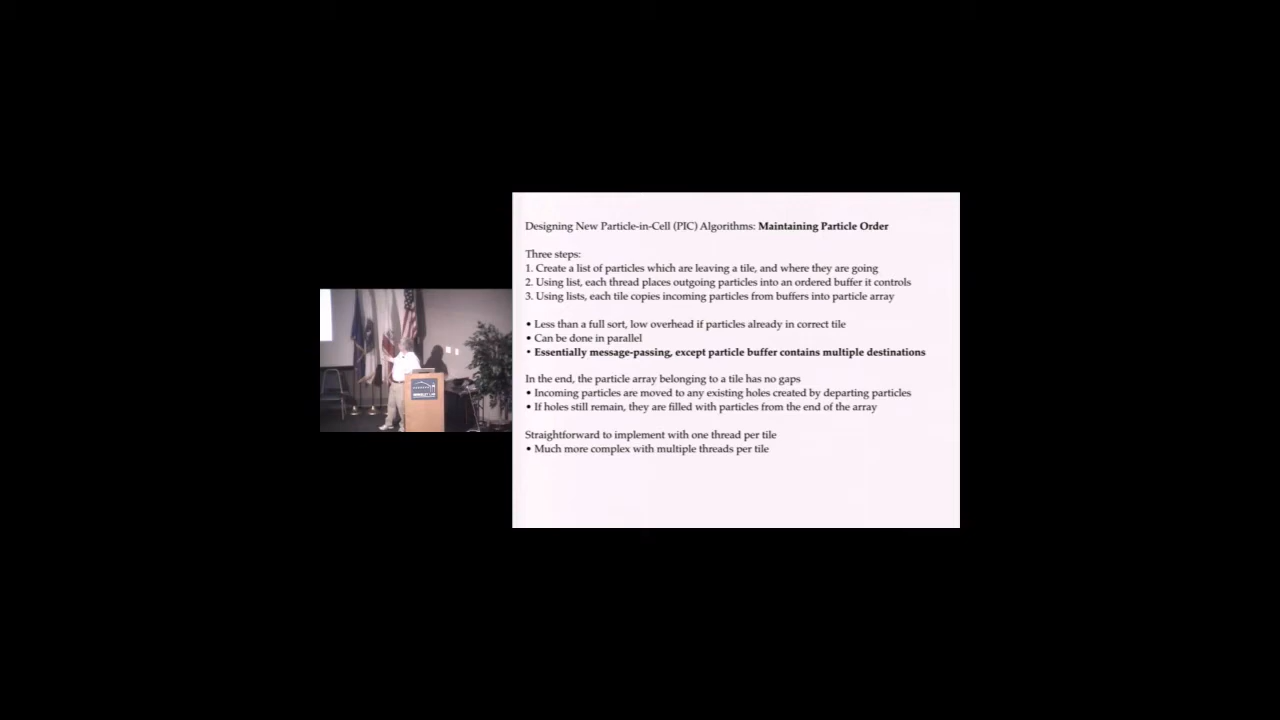 Designing New Particle-in-Cell (PIC) Algorithms: Maintaining Particle Order
Three steps:
1. Create a list of particles which are leaving a tile, and where they are going
2. Using list, each thread places outgoing particles into an ordered buffer it controls
3. Using lists, each tile copies incoming particles from buffers into particle array
• Less than a full sort, low overhead if particles already in correct tile
• Can be done in parallel
• Essentially message-passing, except particle buffer contains multiple destinations
In the end, the particle array belonging to a tile has no gaps
• Incoming particles are moved to any existing holes created by departing particles
• If holes still remain, they are filled with particles from the end of the array
Straightforward to implement with one thread per tile
• Much more complex with multiple threads per tile
BERKELEY LAB